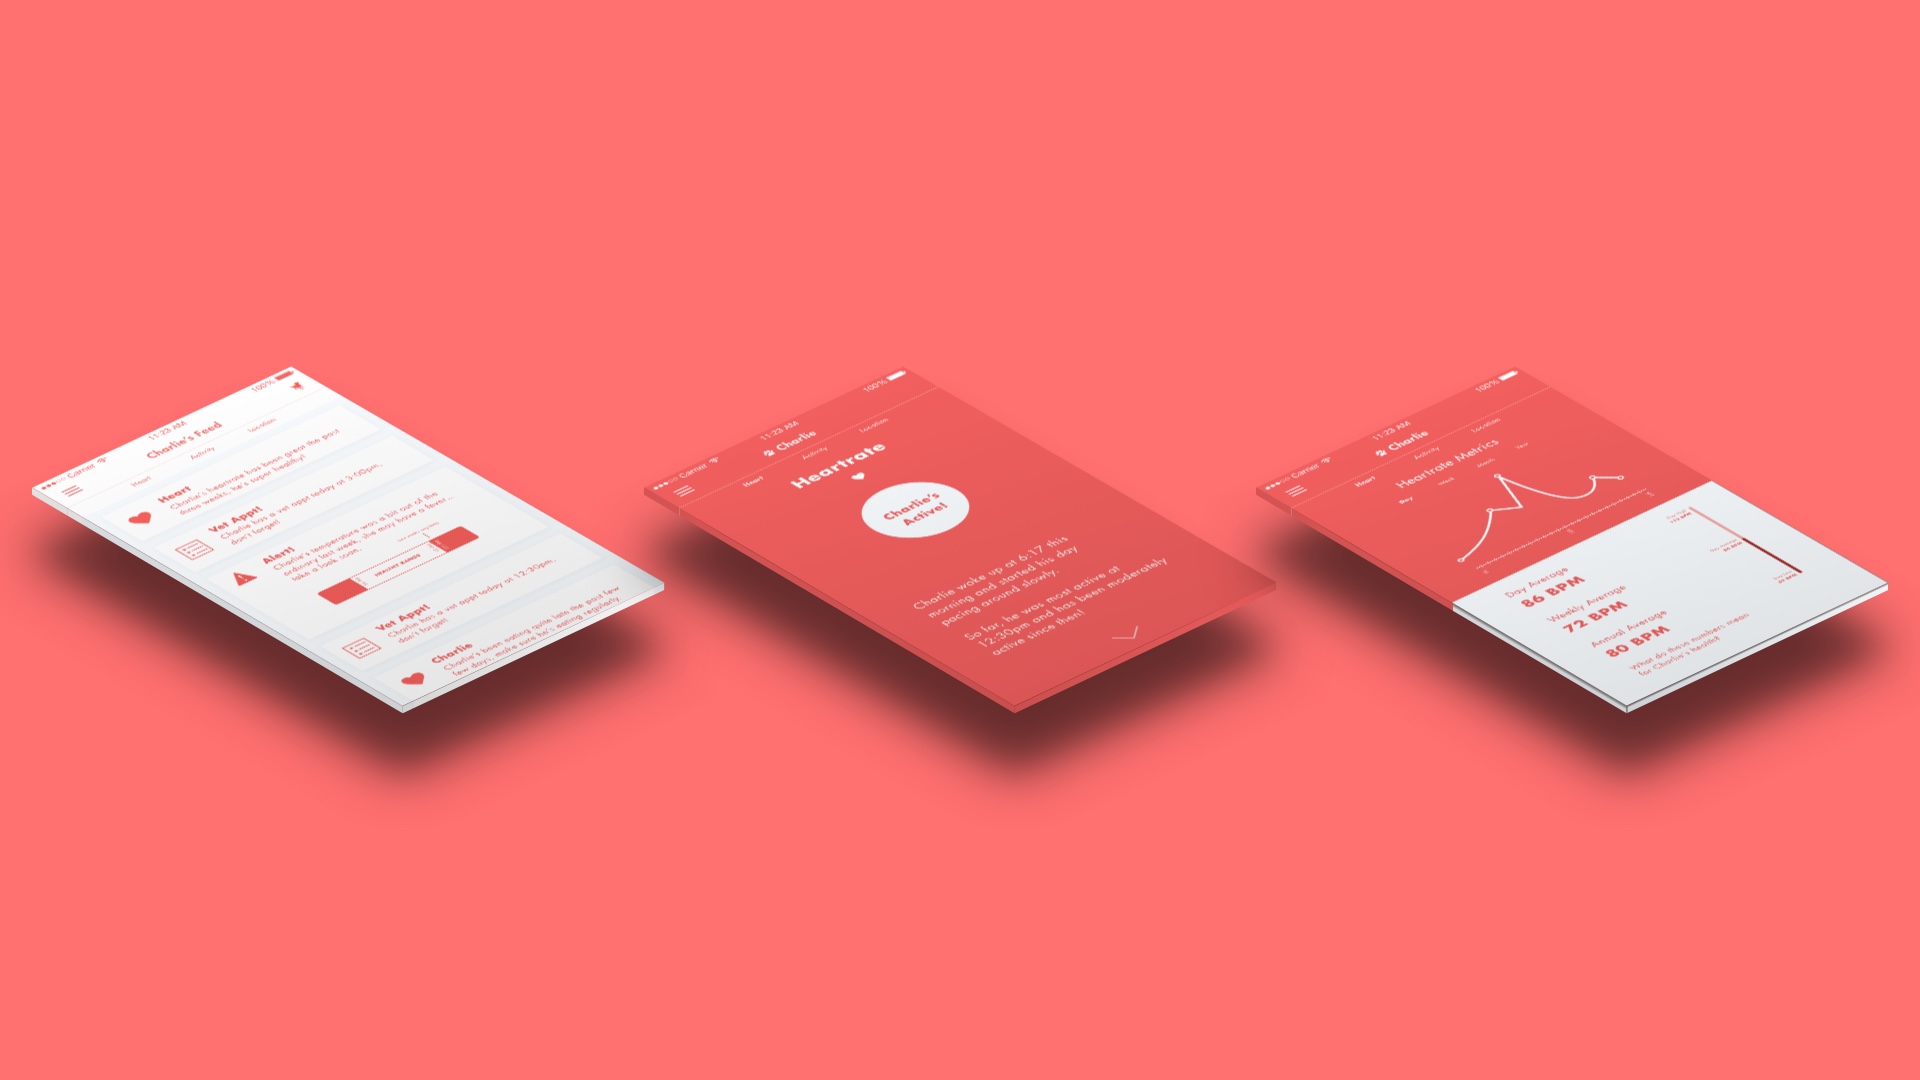 Carrier
11:23 AM
100%
Charlie's Feed
Heart
Activity
Location
Heart
Charlie's heartrate has been great the past
three weeks, he's super healthy!
Vet Appt!
Charlie has a vet appt today at 3:00pm,
don't forget!
Alert!
Charlie's temperature was a bit out of the
ordinary last week, she may have a fever...
take a look soon.
HEALTHY RANGE
Vet Appt!
Charlie has a vet appt today at 12:30pm,
don't forget!
Charlie
Charlie's been eating quite late the past few
few days, make sure he's eating regularly
Carrier
11:23 AM
100%
Charlie
Heart
Activity
Location
Heartrate
Charlie's
Active!
Charlie woke up at 6:17 this
morning and started his day
pacing around slowly.
So far, he was most active at
12:30pm and has been moderately
active since then!
Carrier
11:23 AM
100%
Charlie
Heart
Activity
Location
Heartrate Metrics
Day
Week
Month
Year
Day Average
86 BPM
Weekly Average
72 BPM
Annual Average
80 BPM
What do these numbers mean
for Charlie's health?